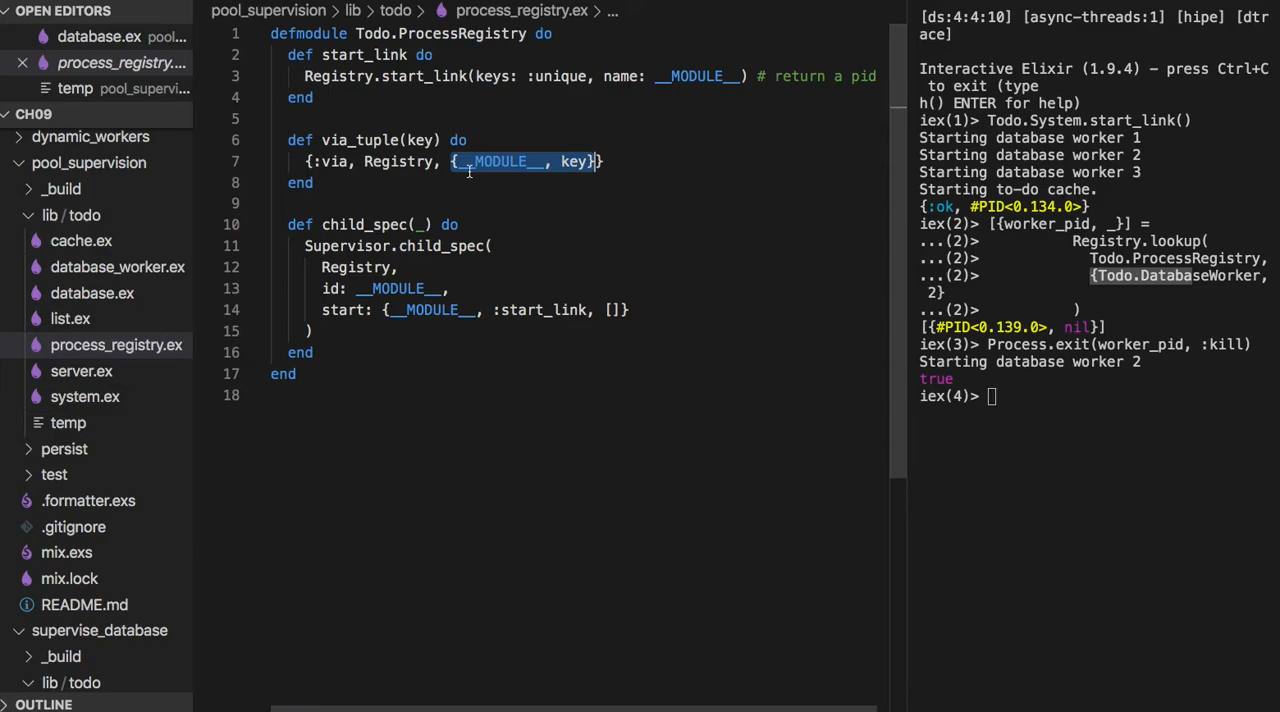 OPEN EDITORS
database.ex pool...
process_registry....
temp pool_supervi...
CH09
dynamic_workers
pool_supervision
_build
lib / todo
cache.ex
database_worker.ex
database.ex
list.ex
process_registry.ex
server.ex
system.ex
temp
persist
test
.formatter.exs
.gitignore
mix.exs
mix.lock
README.md
supervise_database
_build
lib / todo
OUTLINE
pool_supervision > lib > todo > process_registry.ex > ...
1 defmodule Todo.ProcessRegistry do
2 def start_link do
3 Registry.start_link(keys: :unique, name: __MODULE__) # return a pid
4 end
5
6 def via_tuple(key) do
7 {:via, Registry, {__MODULE__, key}}
8 end
9
10 def child_spec(_) do
11 Supervisor.child_spec(
12 Registry,
13 id: __MODULE__,
14 start: {__MODULE__, :start_link, []}
15 )
16 end
17 end
18
[ds:4:4:10] [async-threads:1] [hipe] [dtr
ace]
Interactive Elixir (1.9.4) - press Ctrl+C
to exit (type
h() ENTER for help)
iex(1)> Todo.System.start_link()
Starting database worker 1
Starting database worker 2
Starting database worker 3
Starting to-do cache.
{:ok, #PID<0.134.0>}
iex(2)> [{worker_pid, _}] =
...(2)> Registry.lookup(
...(2)> Todo.ProcessRegistry,
...(2)> {Todo.DatabaseWorker,
2}
...(2)> )
[{#PID<0.139.0>, nil}]
iex(3)> Process.exit(worker_pid, :kill)
Starting database worker 2
true
iex(4)>